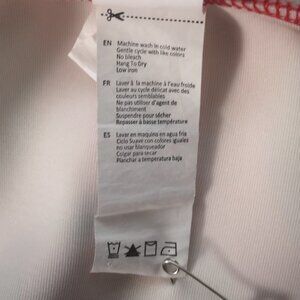 EN Machine wash in cold water
Gentle cycle with like colors
No bleach
Hang To Dry
Low iron
FR Laver à la machine à l'eau froide
Laver au cycle délicat avec des
couleurs semblables
Ne pas utiliser d'agent de
blanchiment
Suspendre pour sécher
Repasser à basse température
ES Lavar en maquina en agua fria
Ciclo Suave con colores iguales
no usar blanqueador
Colgar para secar
Planchar a temperatura baja